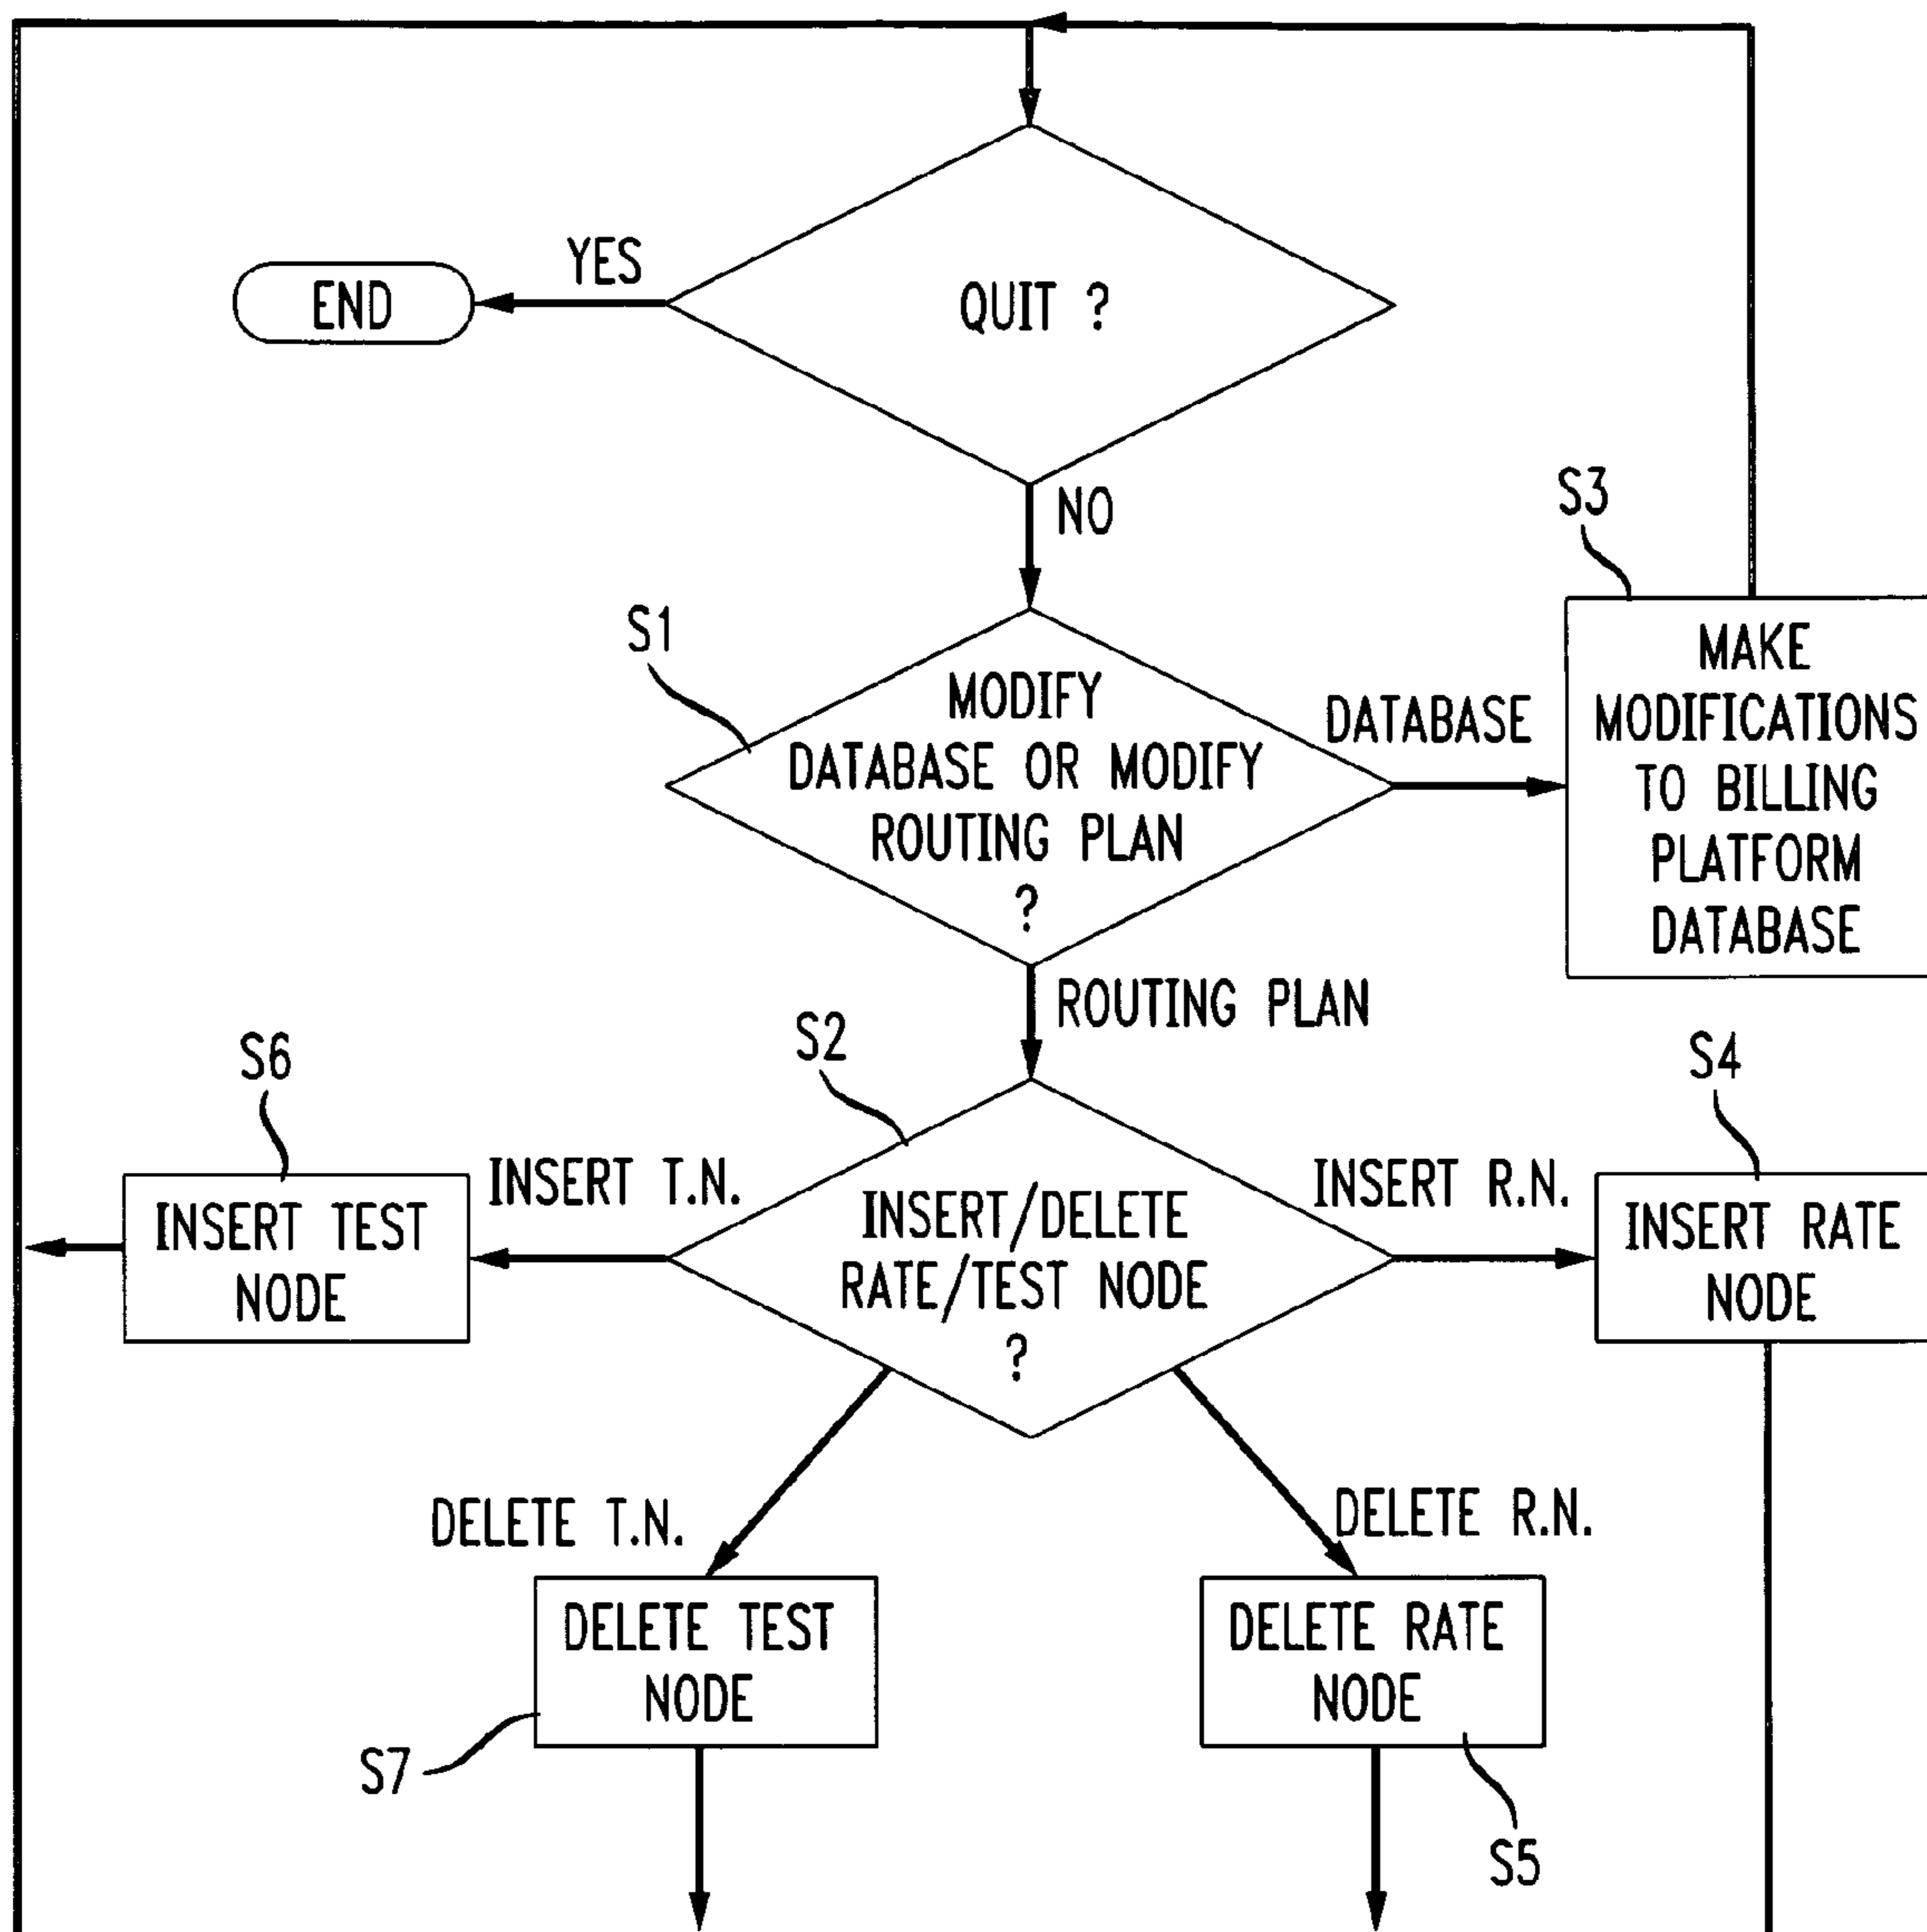 QUIT ?
YES
END
NO
S3
MAKE
MODIFICATIONS
TO BILLING
PLATFORM
DATABASE
S1
MODIFY
DATABASE OR MODIFY
ROUTING PLAN
?
DATABASE
ROUTING PLAN
S2
S6
S4
INSERT T.N.
INSERT R.N.
INSERT TEST
NODE
INSERT/DELETE
RATE/TEST NODE
?
INSERT RATE
NODE
DELETE T.N.
DELETE R.N.
DELETE TEST
NODE
DELETE RATE
NODE
S7
S5